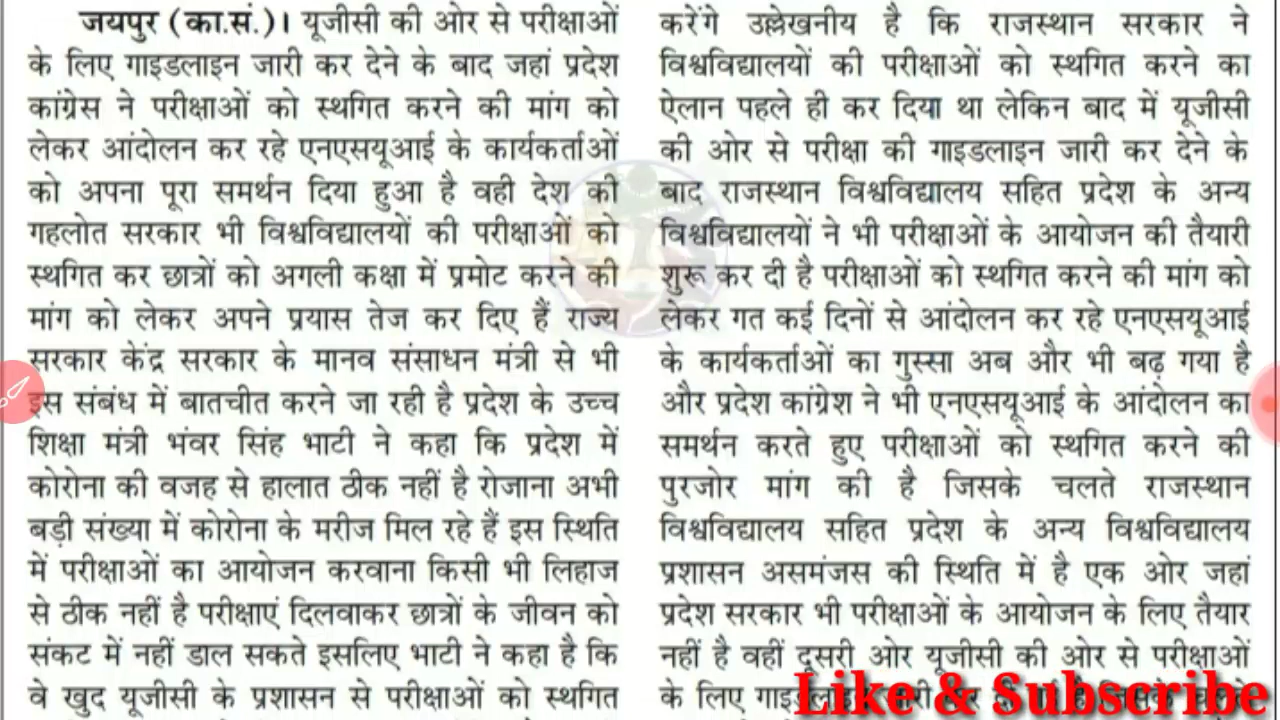 जयपुर (का.सं.)। यूजीसी की ओर से परीक्षाओं
के लिए गाइडलाइन जारी कर देने के बाद जहां प्रदेश
कांग्रेस ने परीक्षाओं को स्थगित करने की मांग को
लेकर आंदोलन कर रहे एनएसयूआई के कार्यकर्ताओं
को अपना पूरा समर्थन दिया हुआ है वही देश की
गहलोत सरकार भी विश्वविद्यालयों की परीक्षाओं को
स्थगित कर छात्रों को अगली कक्षा में प्रमोट करने की
मांग को लेकर अपने प्रयास तेज कर दिए हैं राज्य
सरकार केंद्र सरकार के मानव संसाधन मंत्री से भी
इस संबंध में बातचीत करने जा रही है प्रदेश के उच्च
शिक्षा मंत्री भंवर सिंह भाटी ने कहा कि प्रदेश में
कोरोना की वजह से हालात ठीक नहीं है रोजाना अभी
बड़ी संख्या में कोरोना के मरीज मिल रहे हैं इस स्थिति
में परीक्षाओं का आयोजन करवाना किसी भी लिहाज
से ठीक नहीं है परीक्षाएं दिलवाकर छात्रों के जीवन को
संकट में नहीं डाल सकते इसलिए भाटी ने कहा है कि
वे खुद यूजीसी के प्रशासन से परीक्षाओं को स्थगित
करेंगे उल्लेखनीय है कि राजस्थान सरकार ने
विश्वविद्यालयों की परीक्षाओं को स्थगित करने का
ऐलान पहले ही कर दिया था लेकिन बाद में यूजीसी
की ओर से परीक्षा की गाइडलाइन जारी कर देने के
बाद राजस्थान विश्वविद्यालय सहित प्रदेश के अन्य
विश्वविद्यालयों ने भी परीक्षाओं के आयोजन की तैयारी
शुरू कर दी है परीक्षाओं को स्थगित करने की मांग को
लेकर गत कई दिनों से आंदोलन कर रहे एनएसयूआई
के कार्यकर्ताओं का गुस्सा अब और भी बढ़ गया है
और प्रदेश कांग्रेश ने भी एनएसयूआई के आंदोलन का
समर्थन करते हुए परीक्षाओं को स्थगित करने की
पुरजोर मांग की है जिसके चलते राजस्थान
विश्वविद्यालय सहित प्रदेश के अन्य विश्वविद्यालय
प्रशासन असमंजस की स्थिति में है एक ओर जहां
प्रदेश सरकार भी परीक्षाओं के आयोजन के लिए तैयार
नहीं है वहीं दूसरी ओर यूजीसी की ओर से परीक्षाओं
के लिए
Like & Subscribe